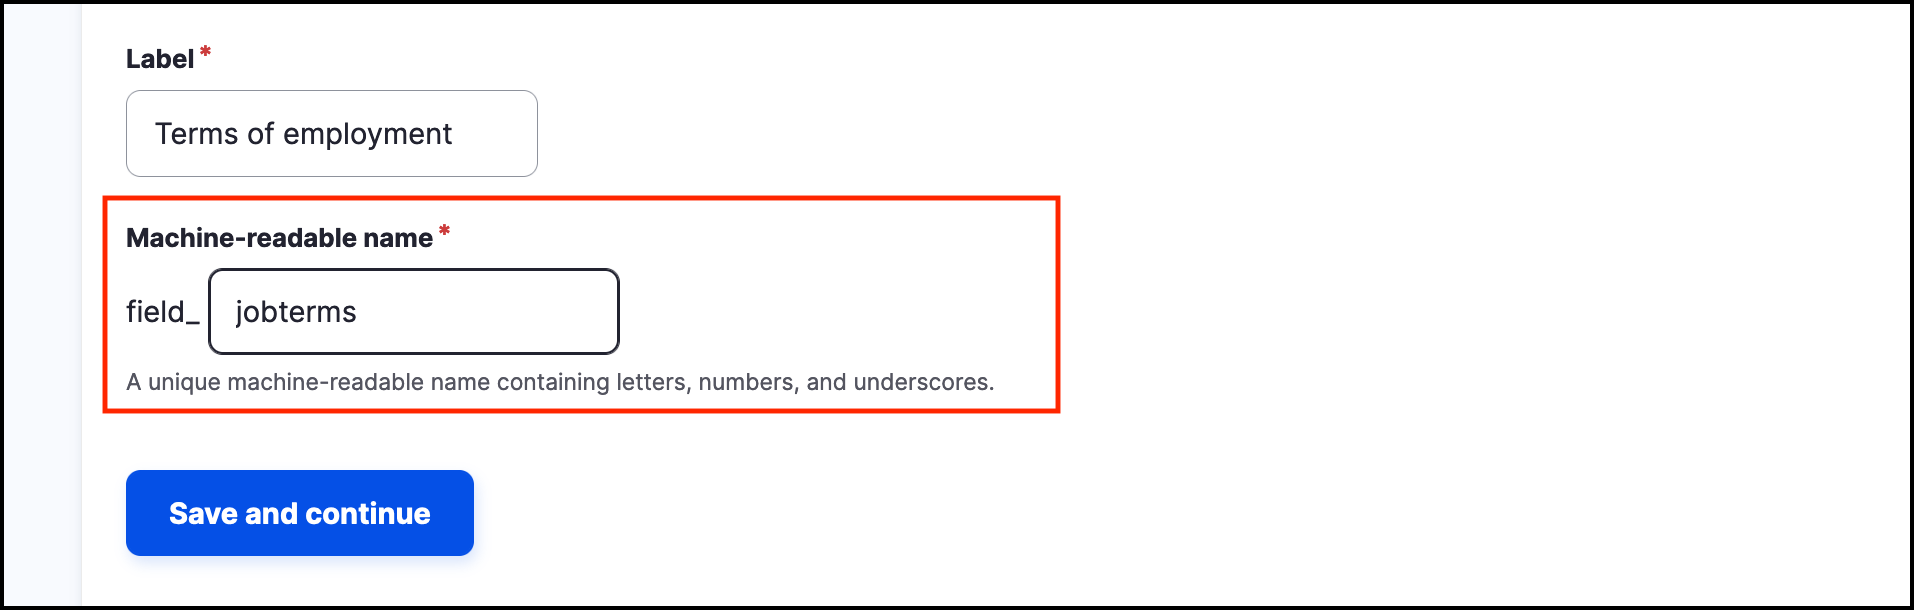 Label*
Terms of employment
Machine-readable name*
field_ jobterms
A unique machine-readable name containing letters, numbers, and underscores.
Save and continue